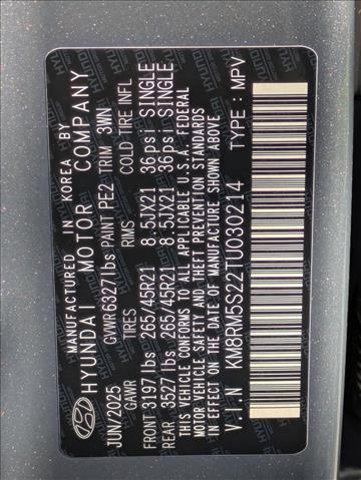 MANUFACTURED IN KOREA BY
HYUNDAI MOTOR COMPANY
JUN/2025 GVWR 6327lbs PAINT PE2 TRIM 3WN
GAWR TIRES RIMS COLD TIRE INFL
FRONT 3197lbs 265/45R21 8.5JX21 36psi SINGLE
REAR 3527lbs 265/45R21 8.5JX21 36psi SINGLE
THIS VEHICLE CONFORMS TO ALL APPLICABLE U.S.A. FEDERAL
MOTOR VEHICLE SAFETY AND THEFT PREVENTION STANDARDS
IN EFFECT ON THE DATE OF MANUFACTURE SHOWN ABOVE.
V.I.N KM8RM5S22TU030214 TYPE : MPV